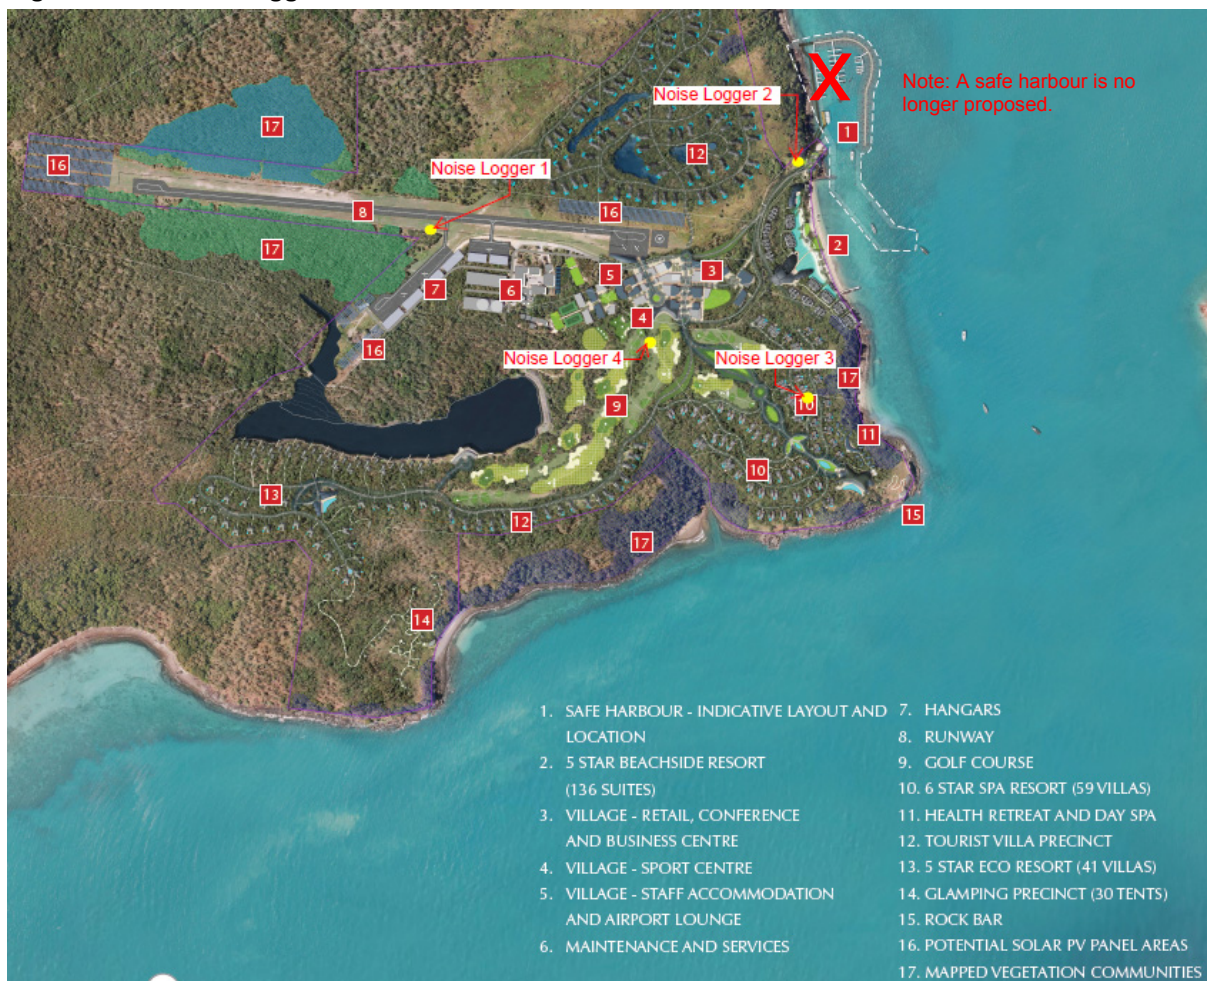 Note: A safe harbour is no
longer proposed.
X
Noise Logger 2
1
17
12
16
Noise Logger 1
8
16
2
17
3
5
7
6
4
16
Noise Logger 4
Noise Logger 3
17
10
9
11
10
13
12
15
17
14
1. SAFE HARBOUR - INDICATIVE LAYOUT AND
LOCATION
2. 5 STAR BEACHSIDE RESORT
(136 SUITES)
3. VILLAGE - RETAIL, CONFERENCE
AND BUSINESS CENTRE
4. VILLAGE - SPORT CENTRE
5. VILLAGE - STAFF ACCOMMODATION
AND AIRPORT LOUNGE
6. MAINTENANCE AND SERVICES
7. HANGARS
8. RUNWAY
9. GOLF COURSE
10. 6 STAR SPA RESORT (59 VILLAS)
11. HEALTH RETREAT AND DAY SPA
12. TOURIST VILLA PRECINCT
13. 5 STAR ECO RESORT (41 VILLAS)
14. GLAMPING PRECINCT (30 TENTS)
15. ROCK BAR
16. POTENTIAL SOLAR PV PANEL AREAS
17. MAPPED VEGETATION COMMUNITIES